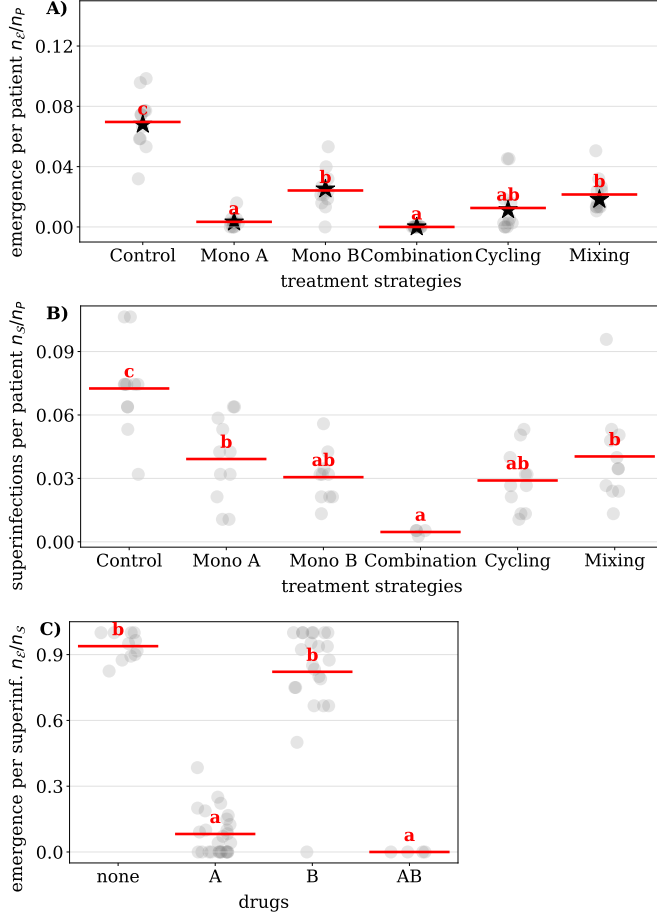 A)
emergence per patient n_ℰ/n_P
0.12
0.08
0.04
0.00
c
a
b
a
ab
b
Control Mono A Mono B Combination Cycling Mixing
treatment strategies
B)
superinfections per patient n_S/n_P
0.09
0.06
0.03
0.00
c
b
ab
a
ab
b
Control Mono A Mono B Combination Cycling Mixing
treatment strategies
C)
emergence per superinf. n_ℰ/n_S
0.9
0.6
0.3
0.0
b
a
b
a
none A B AB
drugs